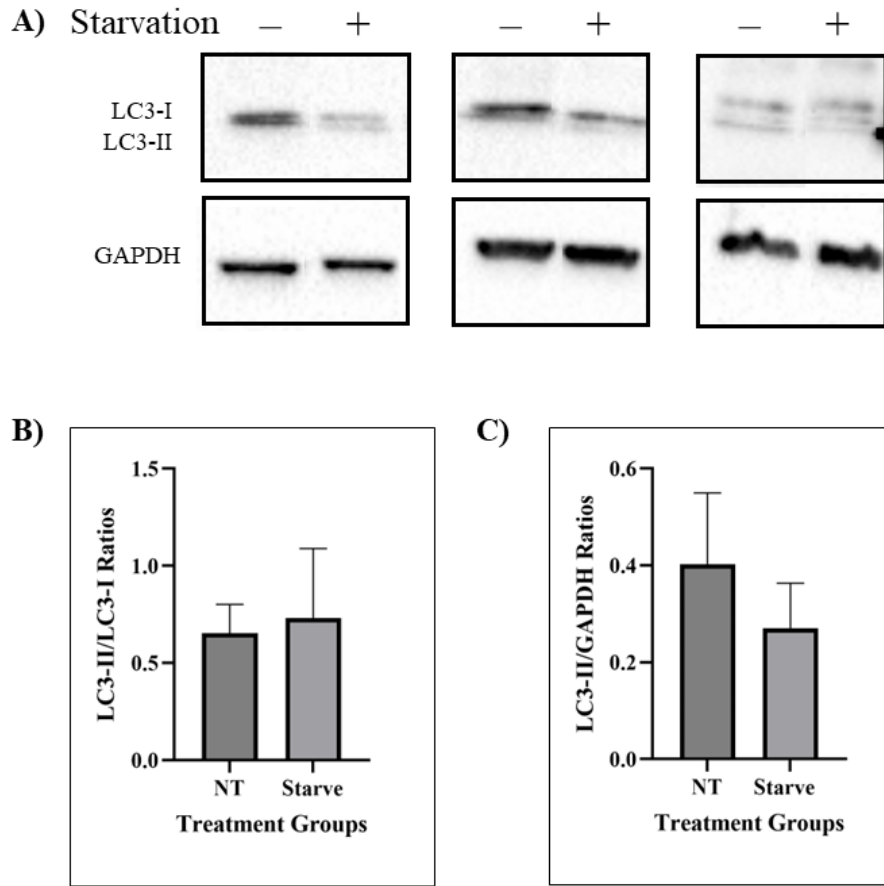 A) Starvation − + − + − +
LC3-I
LC3-II
GAPDH
B)
LC3-II/LC3-I Ratios
1.5
1.0
0.5
0.0
NT Starve
Treatment Groups
C)
LC3-II/GAPDH Ratios
0.6
0.4
0.2
0.0
NT Starve
Treatment Groups